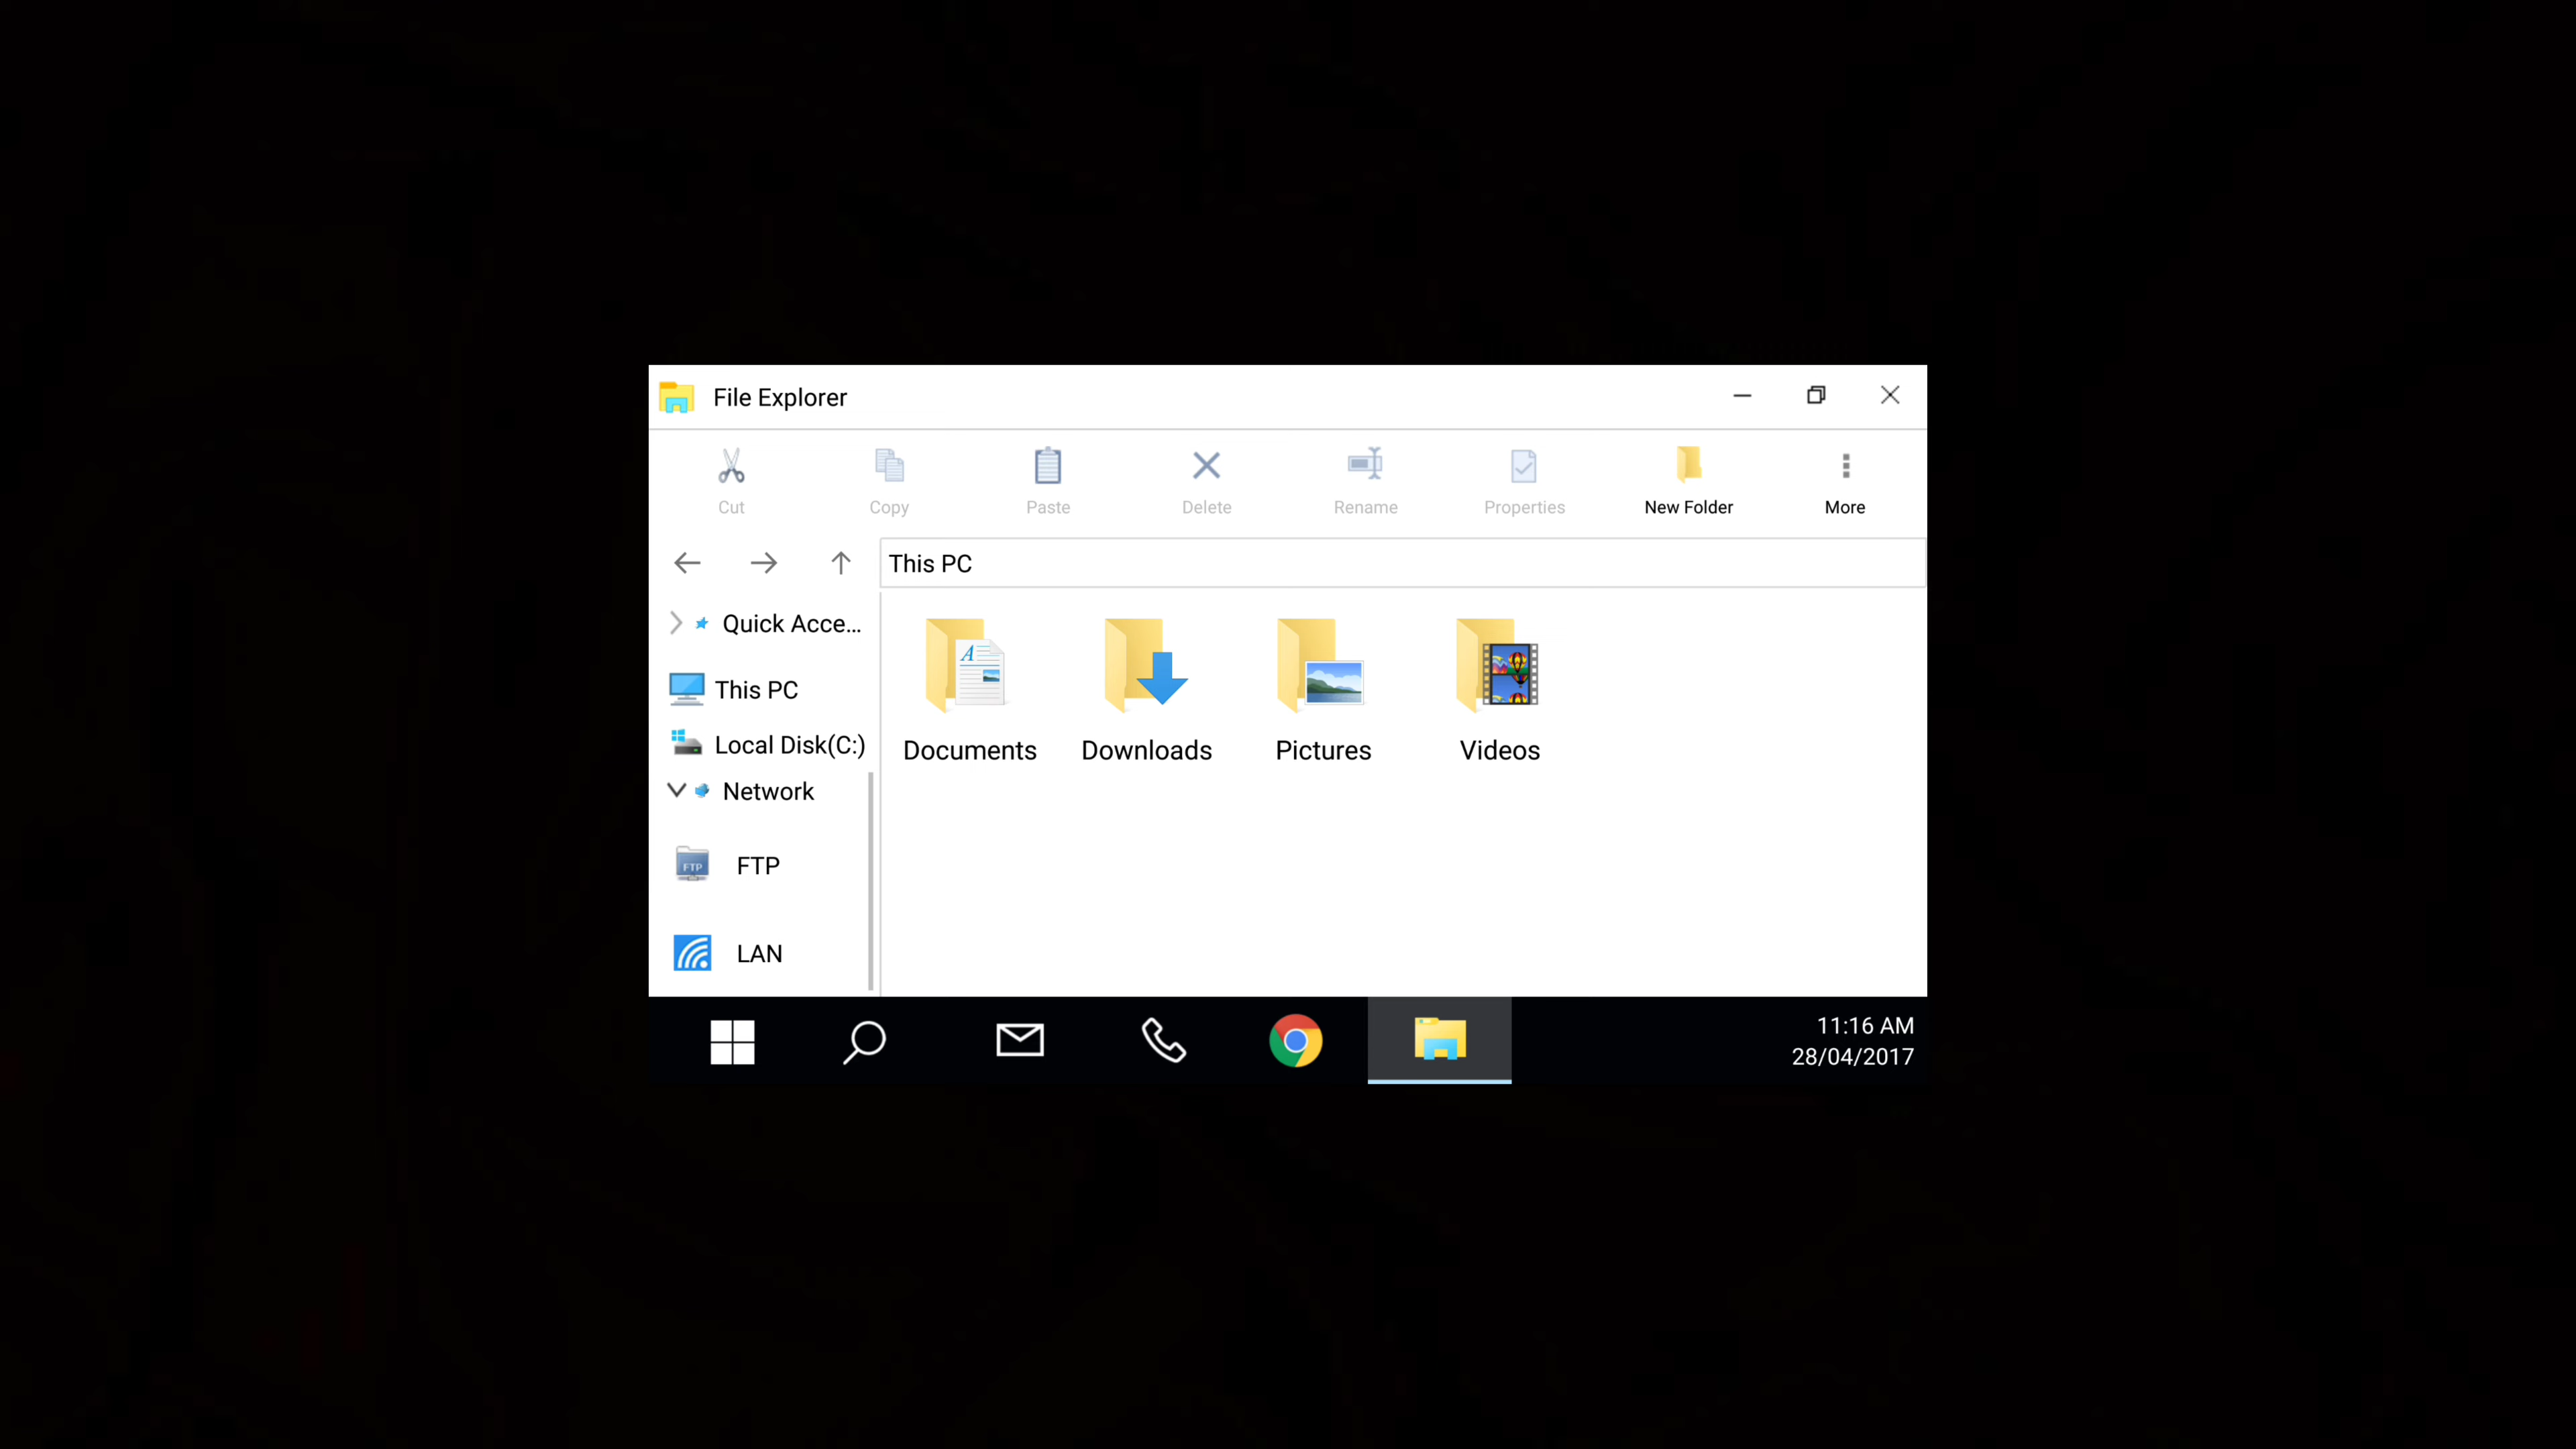 File Explorer
Cut Copy Paste Delete Rename Properties New Folder More
This PC
Quick Acce...
This PC
Local Disk(C:)
Network
FTP
FTP
LAN
A
Documents Downloads Pictures Videos
11:16 AM
28/04/2017